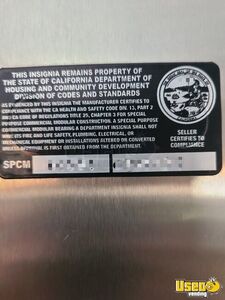 THIS INSIGNIA REMAINS PROPERTY OF
THE STATE OF CALIFORNIA DEPARTMENT OF
HOUSING AND COMMUNITY DEVELOPMENT
DIVISION OF CODES AND STANDARDS
AS EVIDENCED BY THIS INSIGNIA THE MANUFACTURER CERTIFIES TO
COMPLIANCE WITH THE CA HEALTH AND SAFETY CODE DIV. 13, PART 2
AND CA CODE OF REGULATIONS TITLE 25, CHAPTER 3 FOR SPECIAL
PURPOSE COMMERCIAL MODULAR CONSTRUCTION. A SPECIAL PURPOSE
COMMERCIAL MODULAR BEARING A DEPARTMENT INSIGNIA SHALL NOT
HAVE ITS FIRE AND LIFE SAFETY, PLUMBING, ELECTRICAL, OR
MECHANICAL EQUIPMENT OR INSTALLATIONS ALTERED OR CONVERTED
UNLESS APPROVAL IS FIRST OBTAINED FROM THE DEPARTMENT.
SELLER
CERTIFIES TO
COMPLIANCE
SPCM
Used
vending